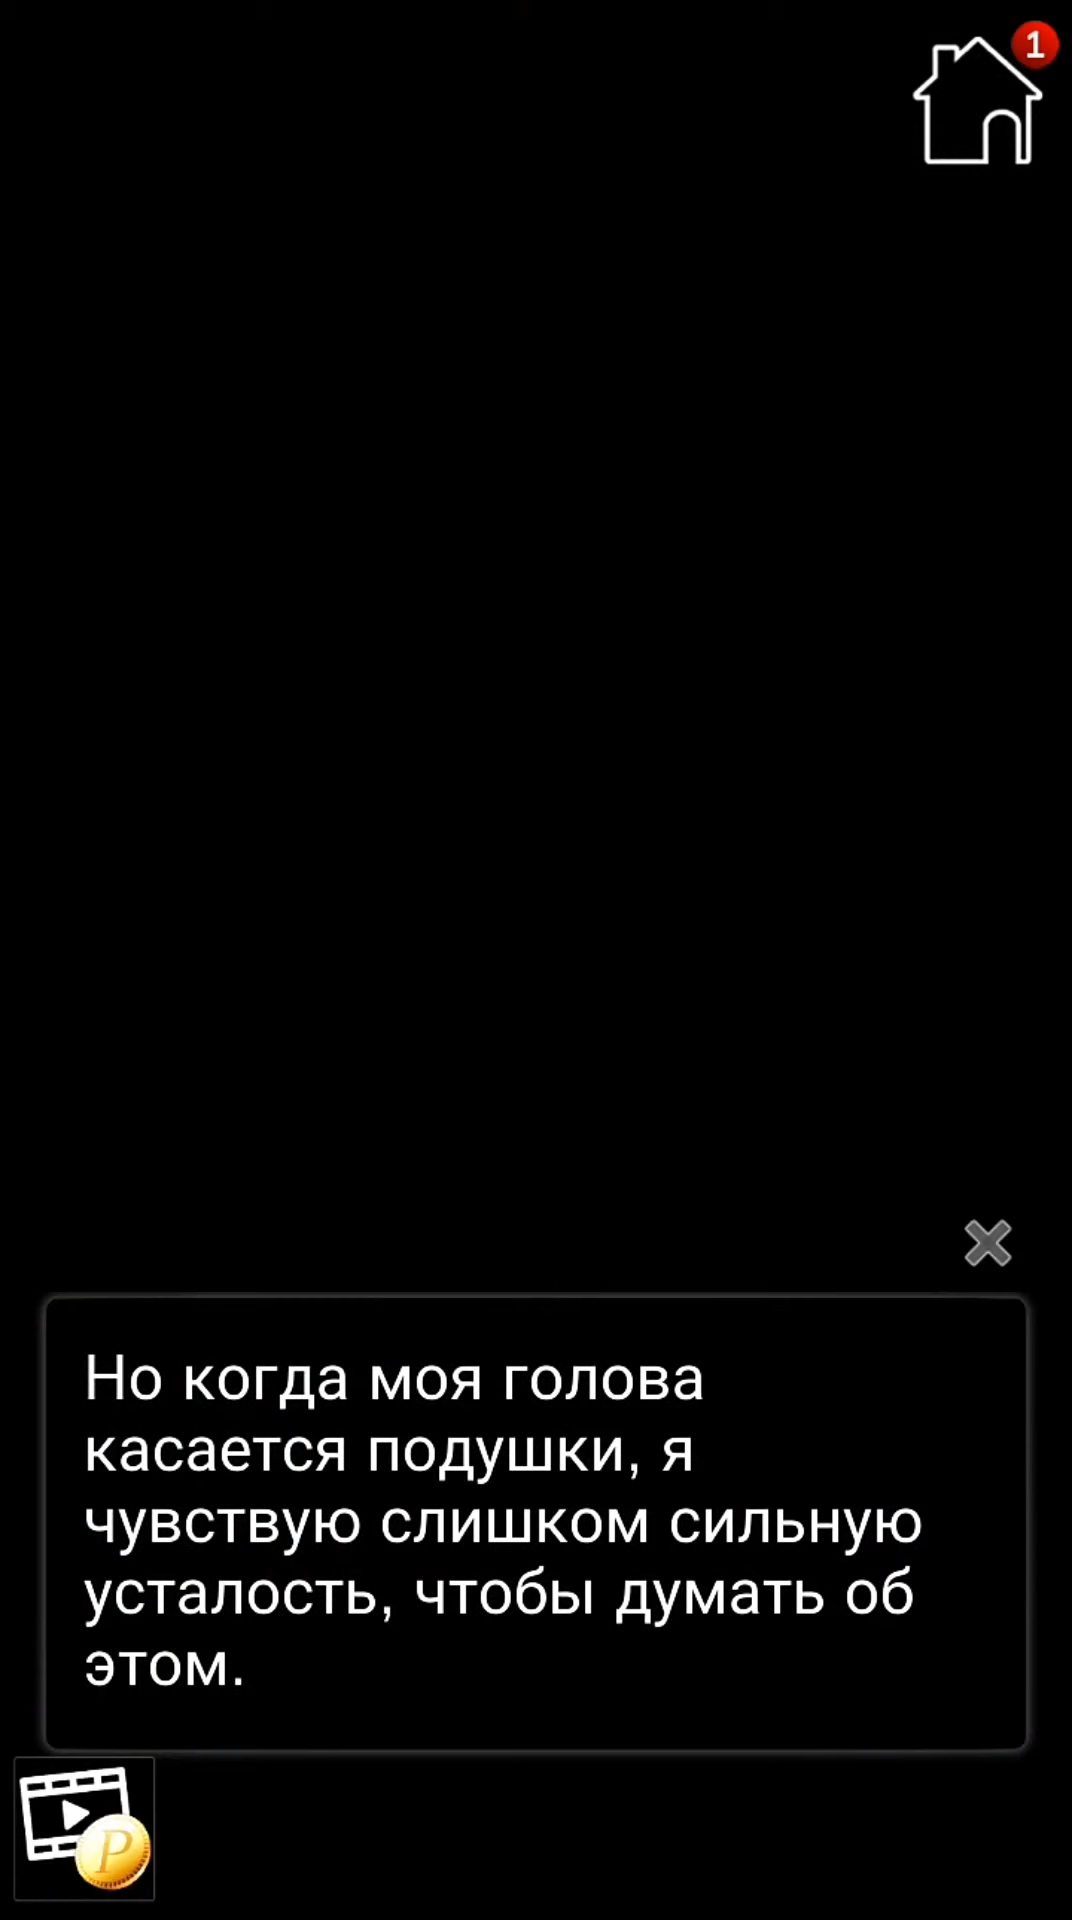 1
Но когда моя голова
касается подушки, я
чувствую слишком сильную
усталость, чтобы думать об
этом.
P